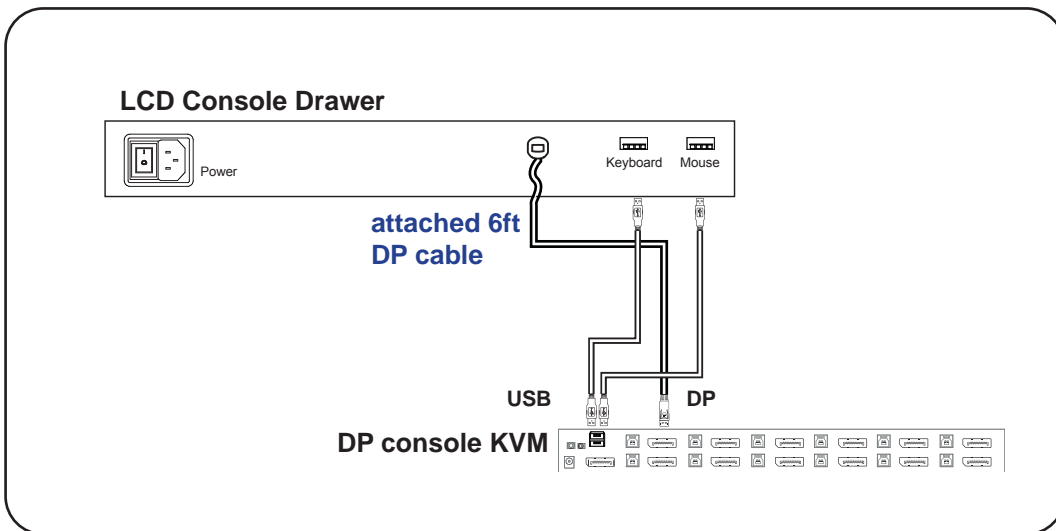 LCD Console Drawer
Power
Keyboard Mouse
attached 6ft
DP cable
USB DP
DP console KVM